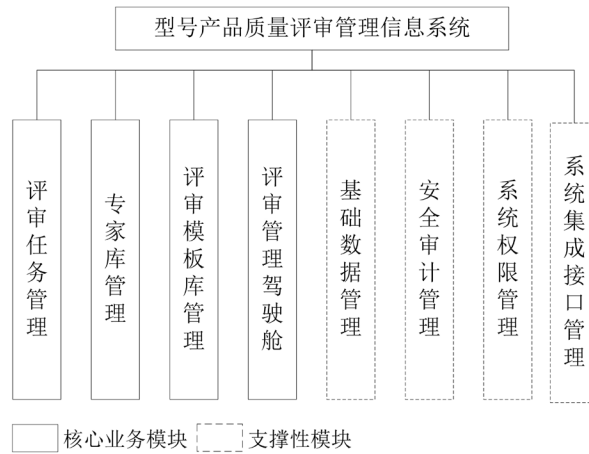 型号产品质量评审管理信息系统
评审任务管理
专家库管理
评审模板库管理
评审管理驾驶舱
基础数据管理
安全审计管理
系统权限管理
系统集成接口管理
核心业务模块
支撑性模块